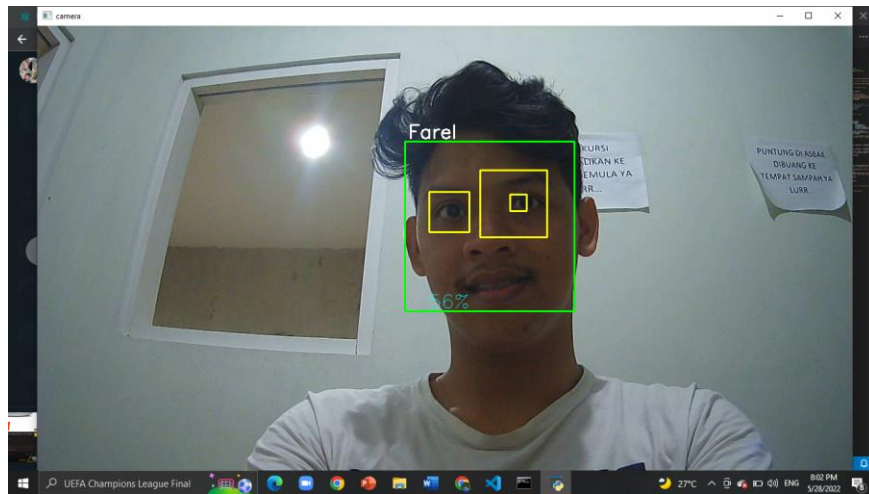 camera
Farel
KURSI
KE
EMULA YA
RR...
PUNTUNG DI ASBAK
DIBUANG KE
TEMPAT SAMPAH YA
LURR...
56%
UEFA Champions League Final
27°C
ENG
8:02 PM
5/28/2022